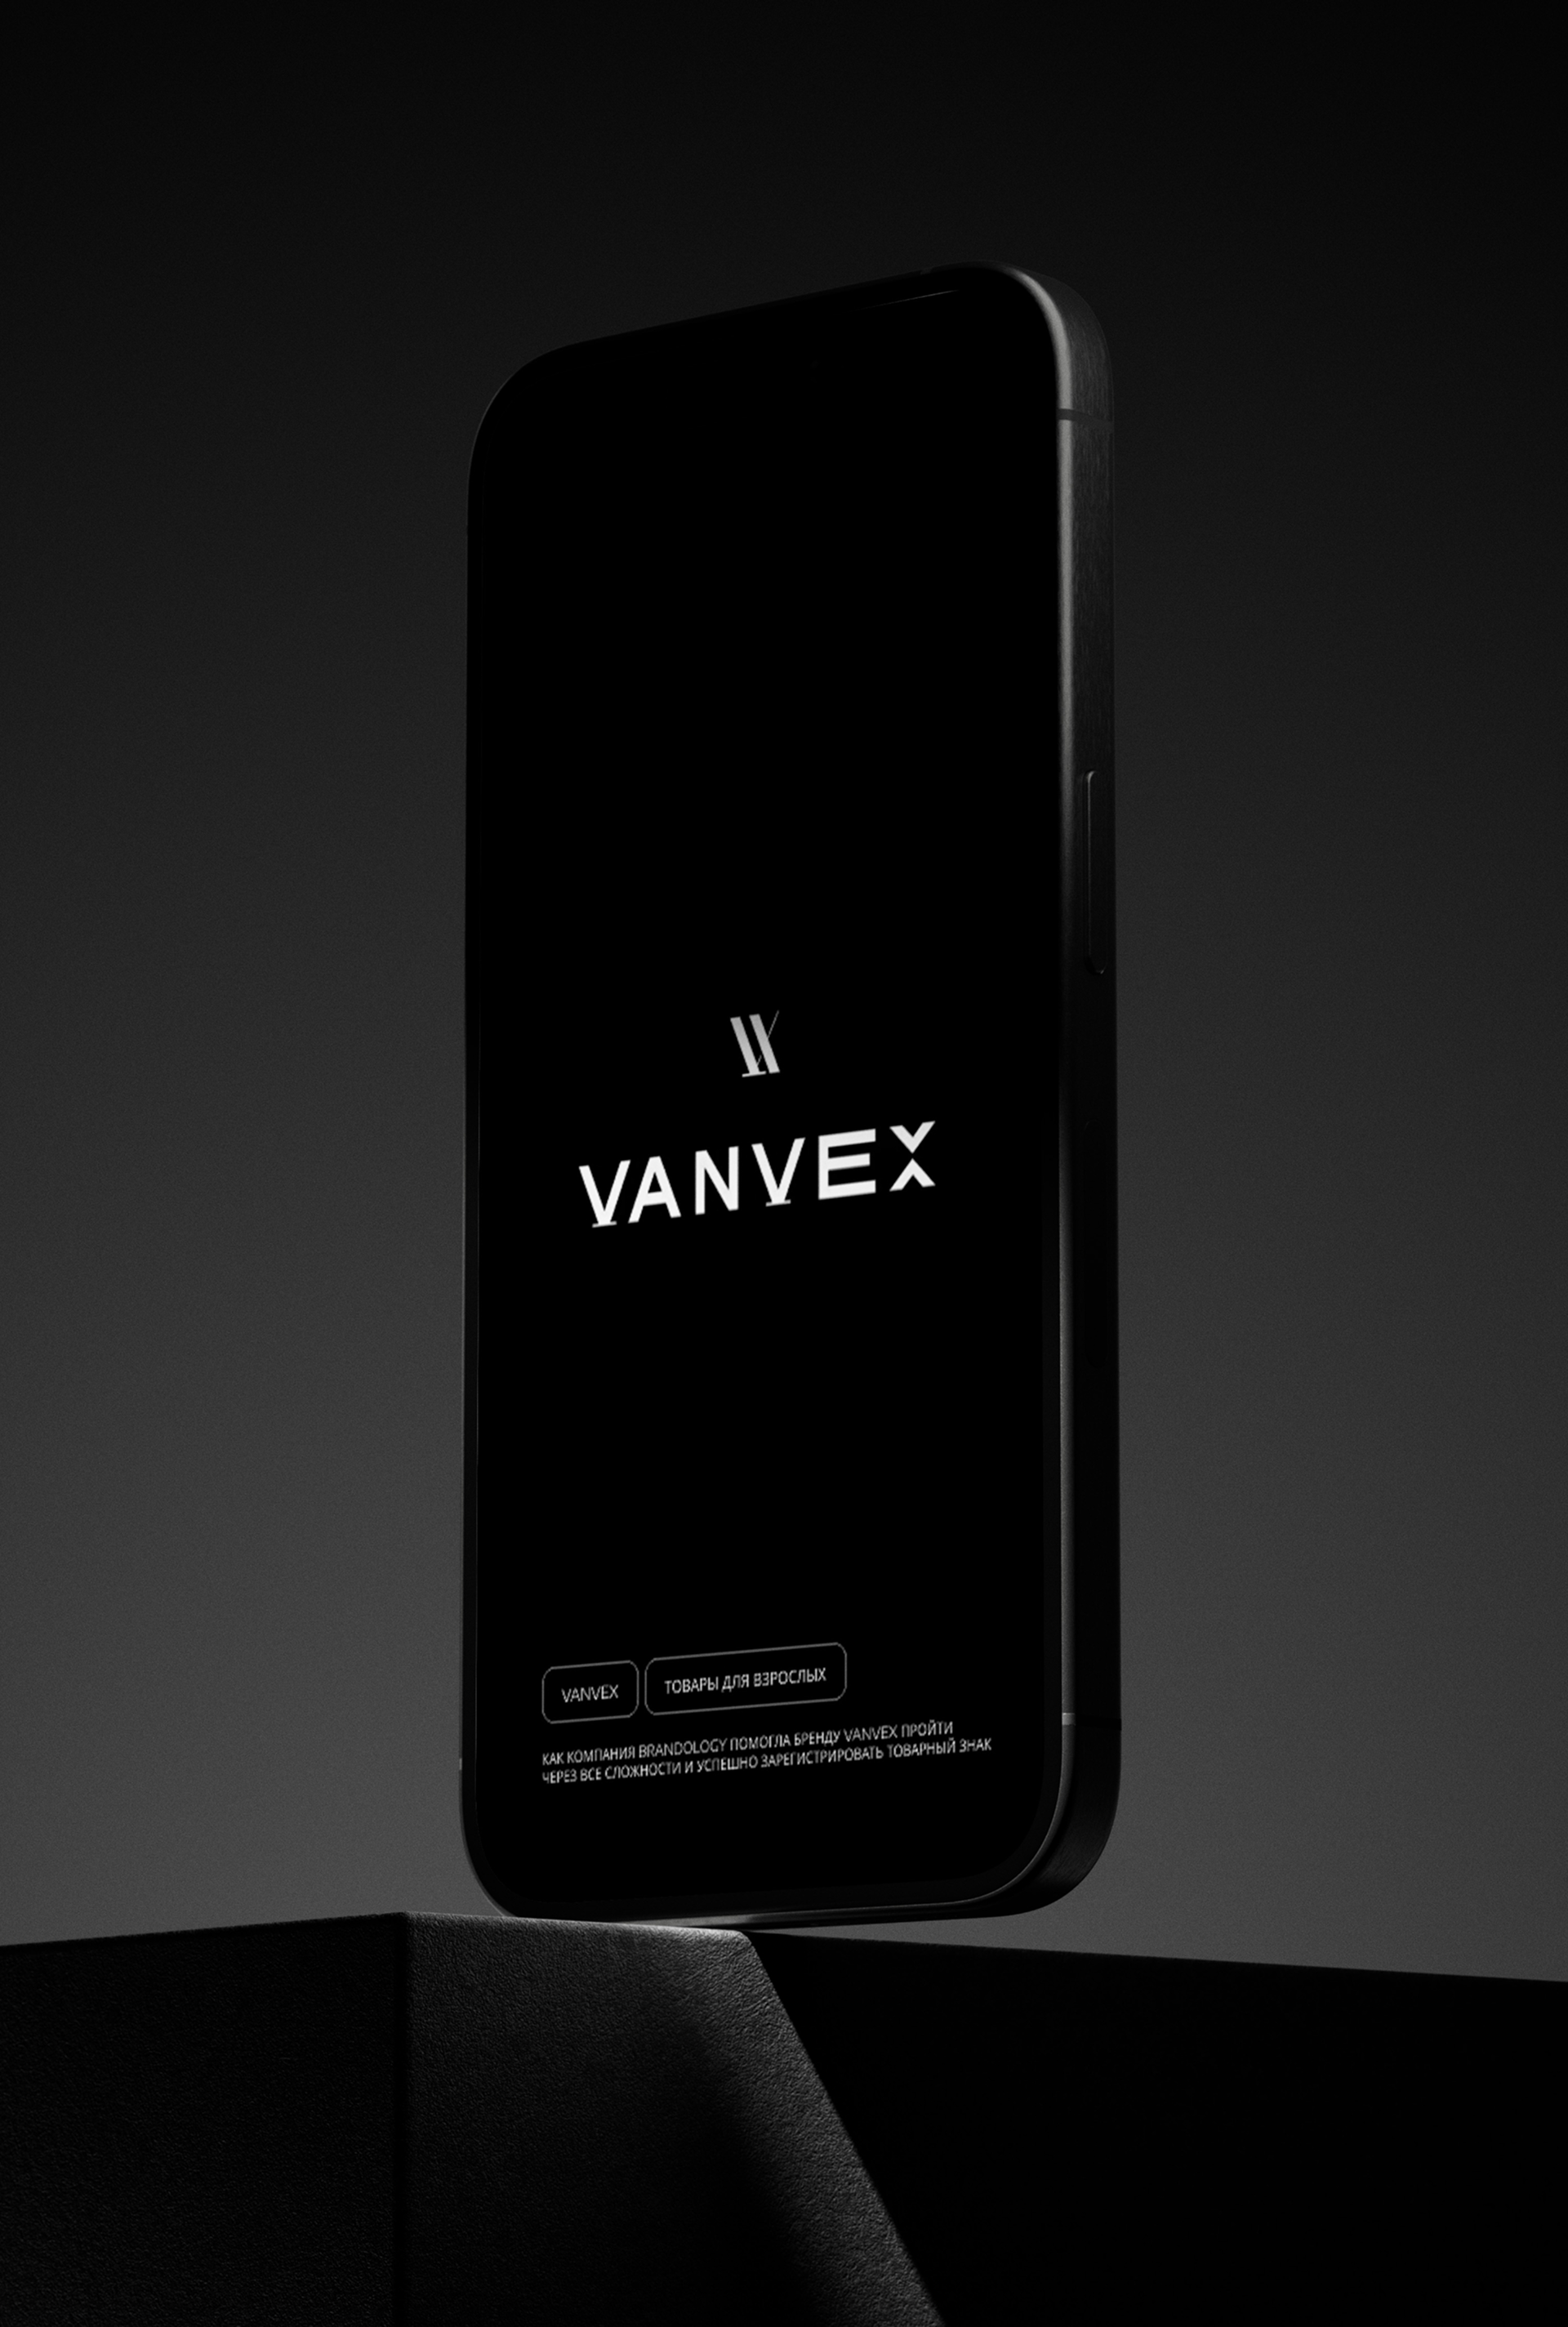 VANVEX
VANVEX
ТОВАРЫ ДЛЯ ВЗРОСЛЫХ
КАК КОМПАНИЯ BRANDOLOGY ПОМОГЛА БРЕНДУ VANVEX ПРОЙТИ
ЧЕРЕЗ ВСЕ СЛОЖНОСТИ И УСПЕШНО ЗАРЕГИСТРИРОВАТЬ ТОВАРНЫЙ ЗНАК